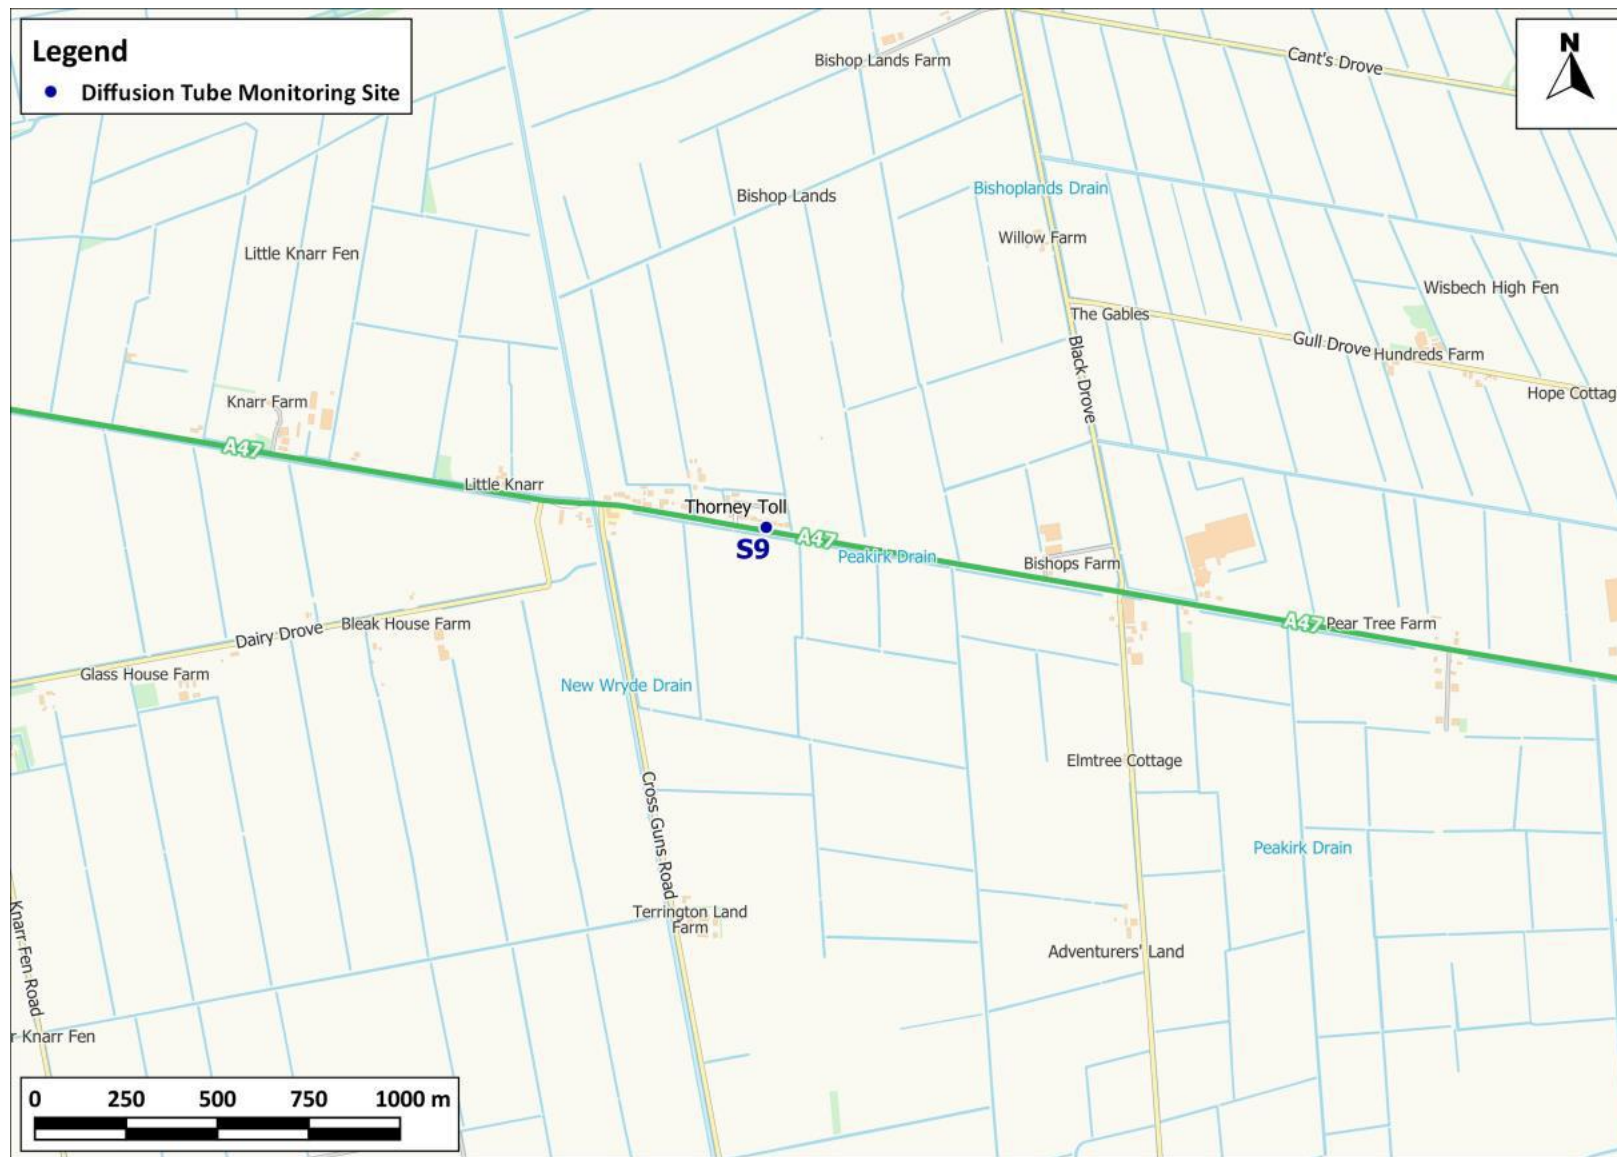 Legend
Diffusion Tube Monitoring Site
N
Bishop Lands Farm
Cant's Drove
Bishop Lands
Bishoplands Drain
Willow Farm
Little Knarr Fen
Wisbech High Fen
The Gables
Gull Drove
Hundreds Farm
Black Drove
Hope Cottag
Knarr Farm
A47
Little Knarr
Thorney Toll
S9
A47
Peakirk Drain
Bishops Farm
A47
Pear Tree Farm
Dairy Drove
Bleak House Farm
Glass House Farm
New Wryde Drain
Elmtree Cottage
Cross Guns Road
Peakirk Drain
Terrington Land
Farm
Adventurers' Land
Knarr Fen Road
r Knarr Fen
0 250 500 750 1000 m